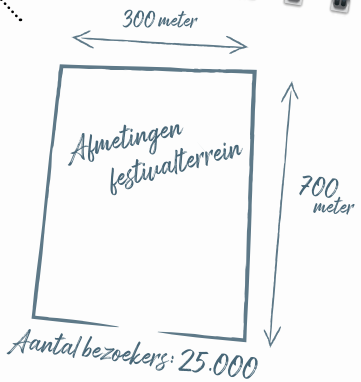 300 meter
Afmetingen
festivalterrein
700
meter
Aantal bezoekers: 25.000